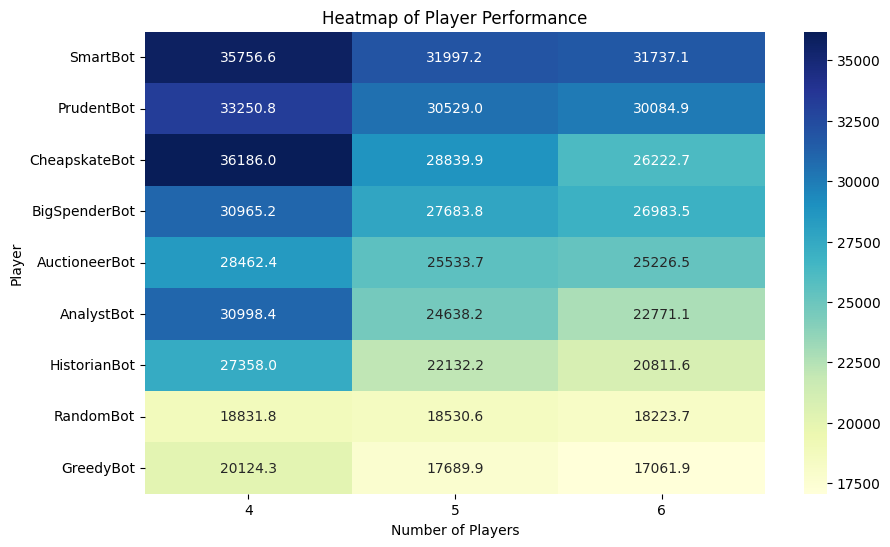 Heatmap of Player Performance
Player
SmartBot 35756.6 31997.2 31737.1
PrudentBot 33250.8 30529.0 30084.9
CheapskateBot 36186.0 28839.9 26222.7
BigSpenderBot 30965.2 27683.8 26983.5
AuctioneerBot 28462.4 25533.7 25226.5
AnalystBot 30998.4 24638.2 22771.1
HistorianBot 27358.0 22132.2 20811.6
RandomBot 18831.8 18530.6 18223.7
GreedyBot 20124.3 17689.9 17061.9
4 5 6
Number of Players
35000
32500
30000
27500
25000
22500
20000
17500